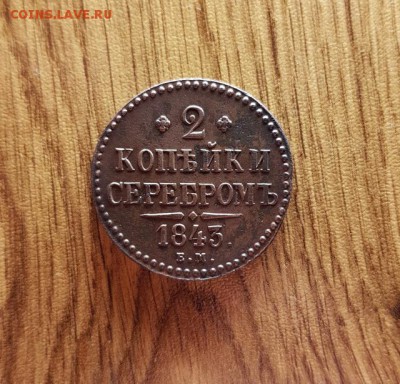 COINS.LAVE.RU
2
КОПѢЙКИ
СЕРЕБРОМЪ
1843.
Е.М.